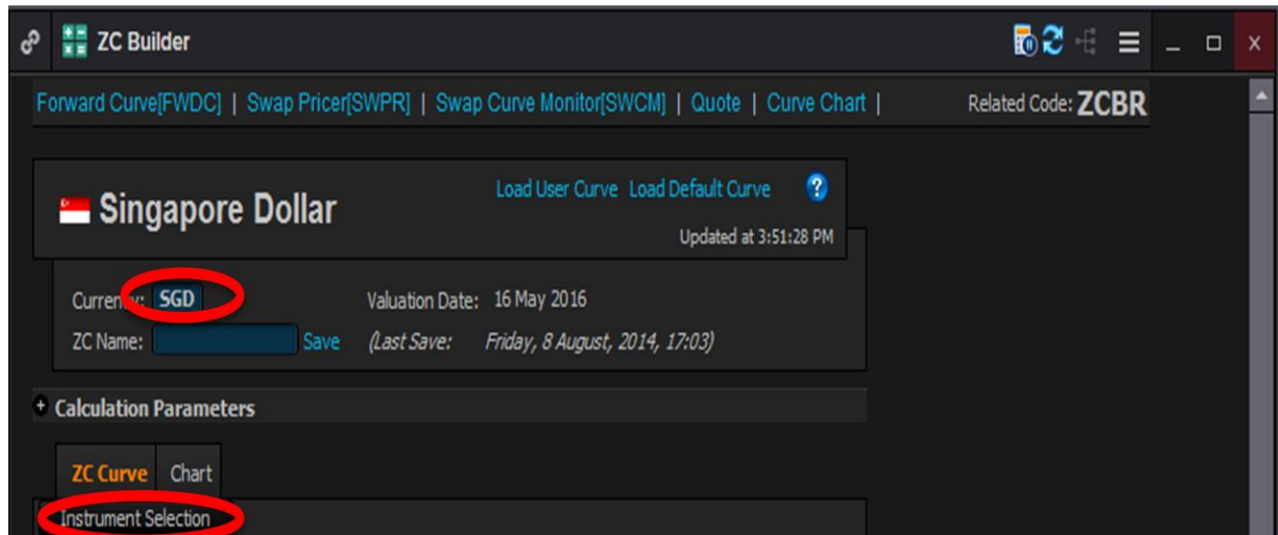 ZC Builder
Forward Curve[FWDC] | Swap Pricer[SWPR] | Swap Curve Monitor[SWCM] | Quote | Curve Chart | Related Code: ZCBR
Singapore Dollar
Load User Curve Load Default Curve ?
Updated at 3:51:28 PM
Currency: SGD Valuation Date: 16 May 2016
ZC Name: Save (Last Save: Friday, 8 August, 2014, 17:03)
Calculation Parameters
ZC Curve Chart
Instrument Selection